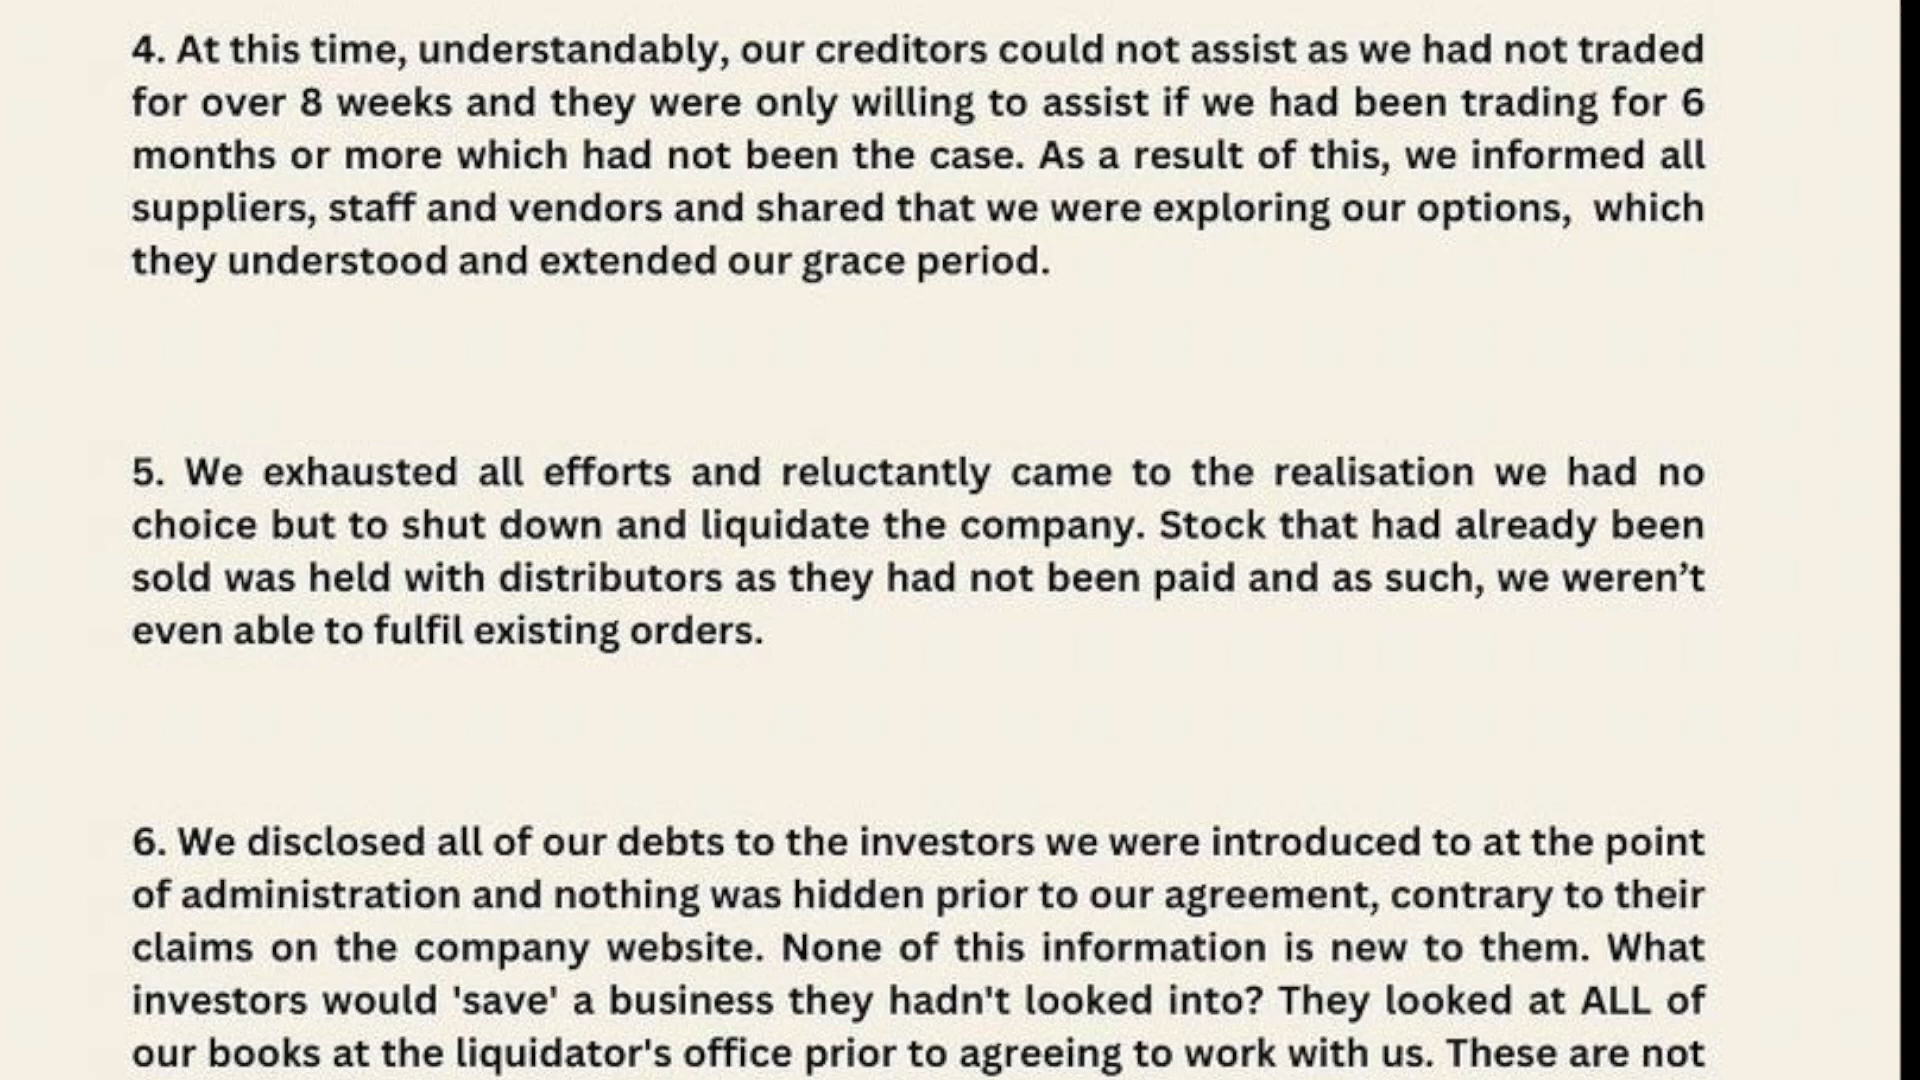 4. At this time, understandably, our creditors could not assist as we had not traded
for over 8 weeks and they were only willing to assist if we had been trading for 6
months or more which had not been the case. As a result of this, we informed all
suppliers, staff and vendors and shared that we were exploring our options,  which
they understood and extended our grace period.
5. We exhausted all efforts and reluctantly came to the realisation we had no
choice but to shut down and liquidate the company. Stock that had already been
sold was held with distributors as they had not been paid and as such, we weren’t
even able to fulfil existing orders.
6. We disclosed all of our debts to the investors we were introduced to at the point
of administration and nothing was hidden prior to our agreement, contrary to their
claims on the company website. None of this information is new to them. What
investors would 'save' a business they hadn't looked into? They looked at ALL of
our books at the liquidator's office prior to agreeing to work with us. These are not